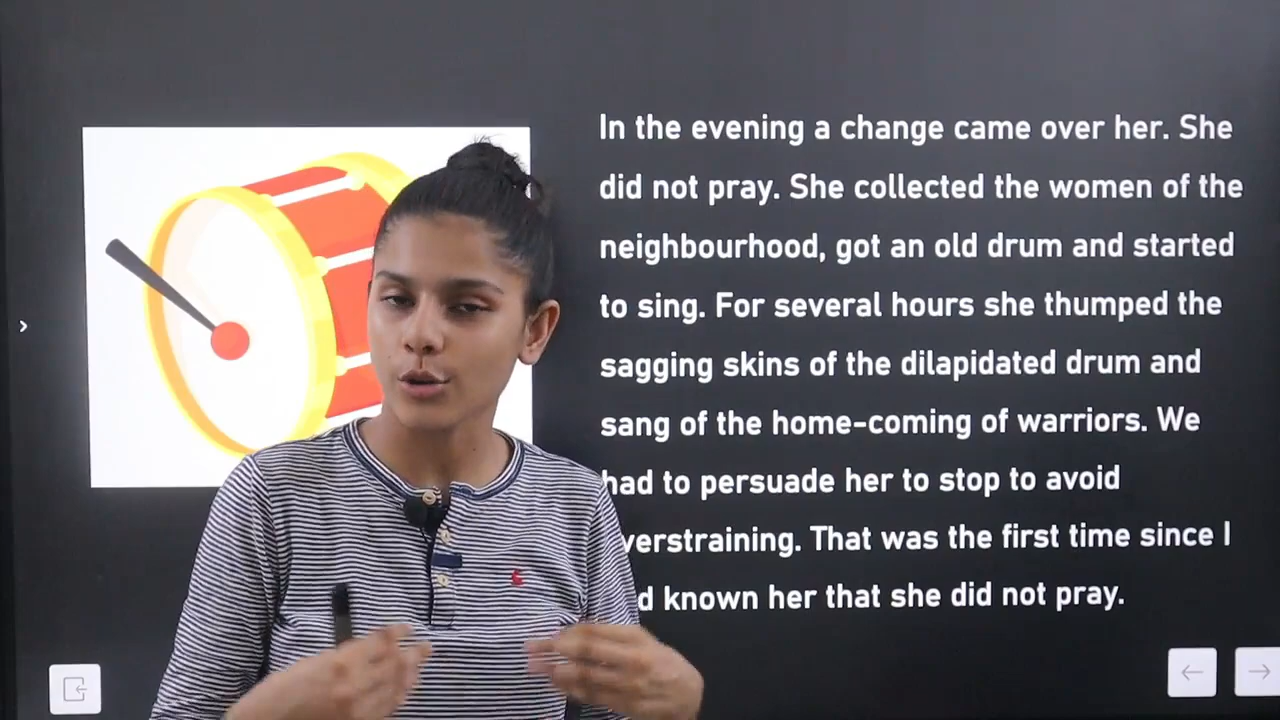 In the evening a change came over her. She
did not pray. She collected the women of the
neighbourhood, got an old drum and started
to sing. For several hours she thumped the
sagging skins of the dilapidated drum and
sang of the home-coming of warriors. We
had to persuade her to stop to avoid
verstraining. That was the first time since I
d known her that she did not pray.